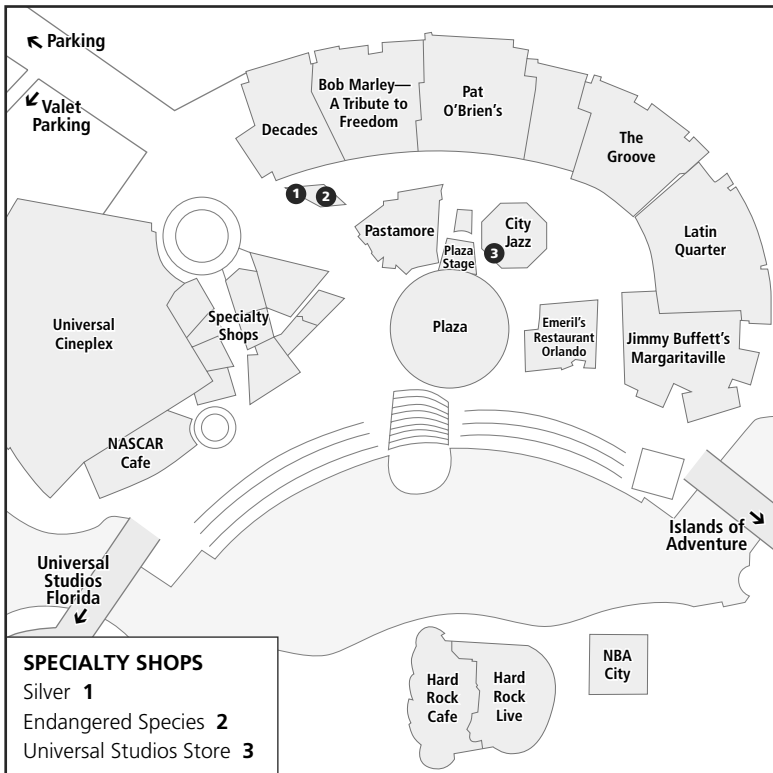 Parking
Valet
Parking
Decades
Bob Marley—
A Tribute to
Freedom
Pat
O'Brien's
The
Groove
Latin
Quarter
1
2
Pastamore
Plaza
Stage
City
Jazz
3
Universal
Cineplex
Specialty
Shops
Plaza
Emeril's
Restaurant
Orlando
Jimmy Buffett's
Margaritaville
NASCAR
Cafe
Islands of
Adventure
Universal
Studios
Florida
Hard
Rock
Cafe
Hard
Rock
Live
NBA
City
SPECIALTY SHOPS
Silver 1
Endangered Species 2
Universal Studios Store 3